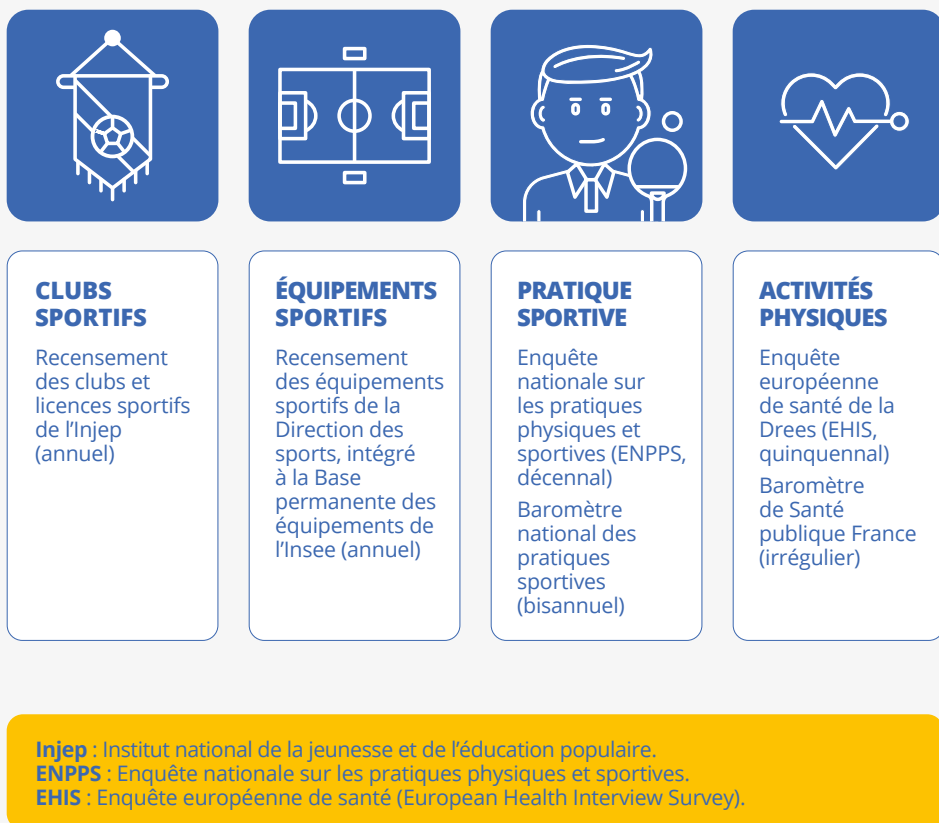 CLUBS
SPORTIFS
Recensement
des clubs et
licences sportifs
de l’Injep
(annuel)
ÉQUIPEMENTS
SPORTIFS
Recensement
des équipements
sportifs de la
Direction des
sports, intégré
à la Base
permanente des
équipements de
l’Insee (annuel)
PRATIQUE
SPORTIVE
Enquête
nationale sur
les pratiques
physiques et
sportives (ENPPS,
décennal)
Baromètre
national des
pratiques
sportives
(bisannuel)
ACTIVITÉS
PHYSIQUES
Enquête
européenne
de santé de la
Drees (EHIS,
quinquennal)
Baromètre
de Santé
publique France
(irrégulier)
Injep : Institut national de la jeunesse et de l’éducation populaire.
ENPPS : Enquête nationale sur les pratiques physiques et sportives.
EHIS : Enquête européenne de santé (European Health Interview Survey).